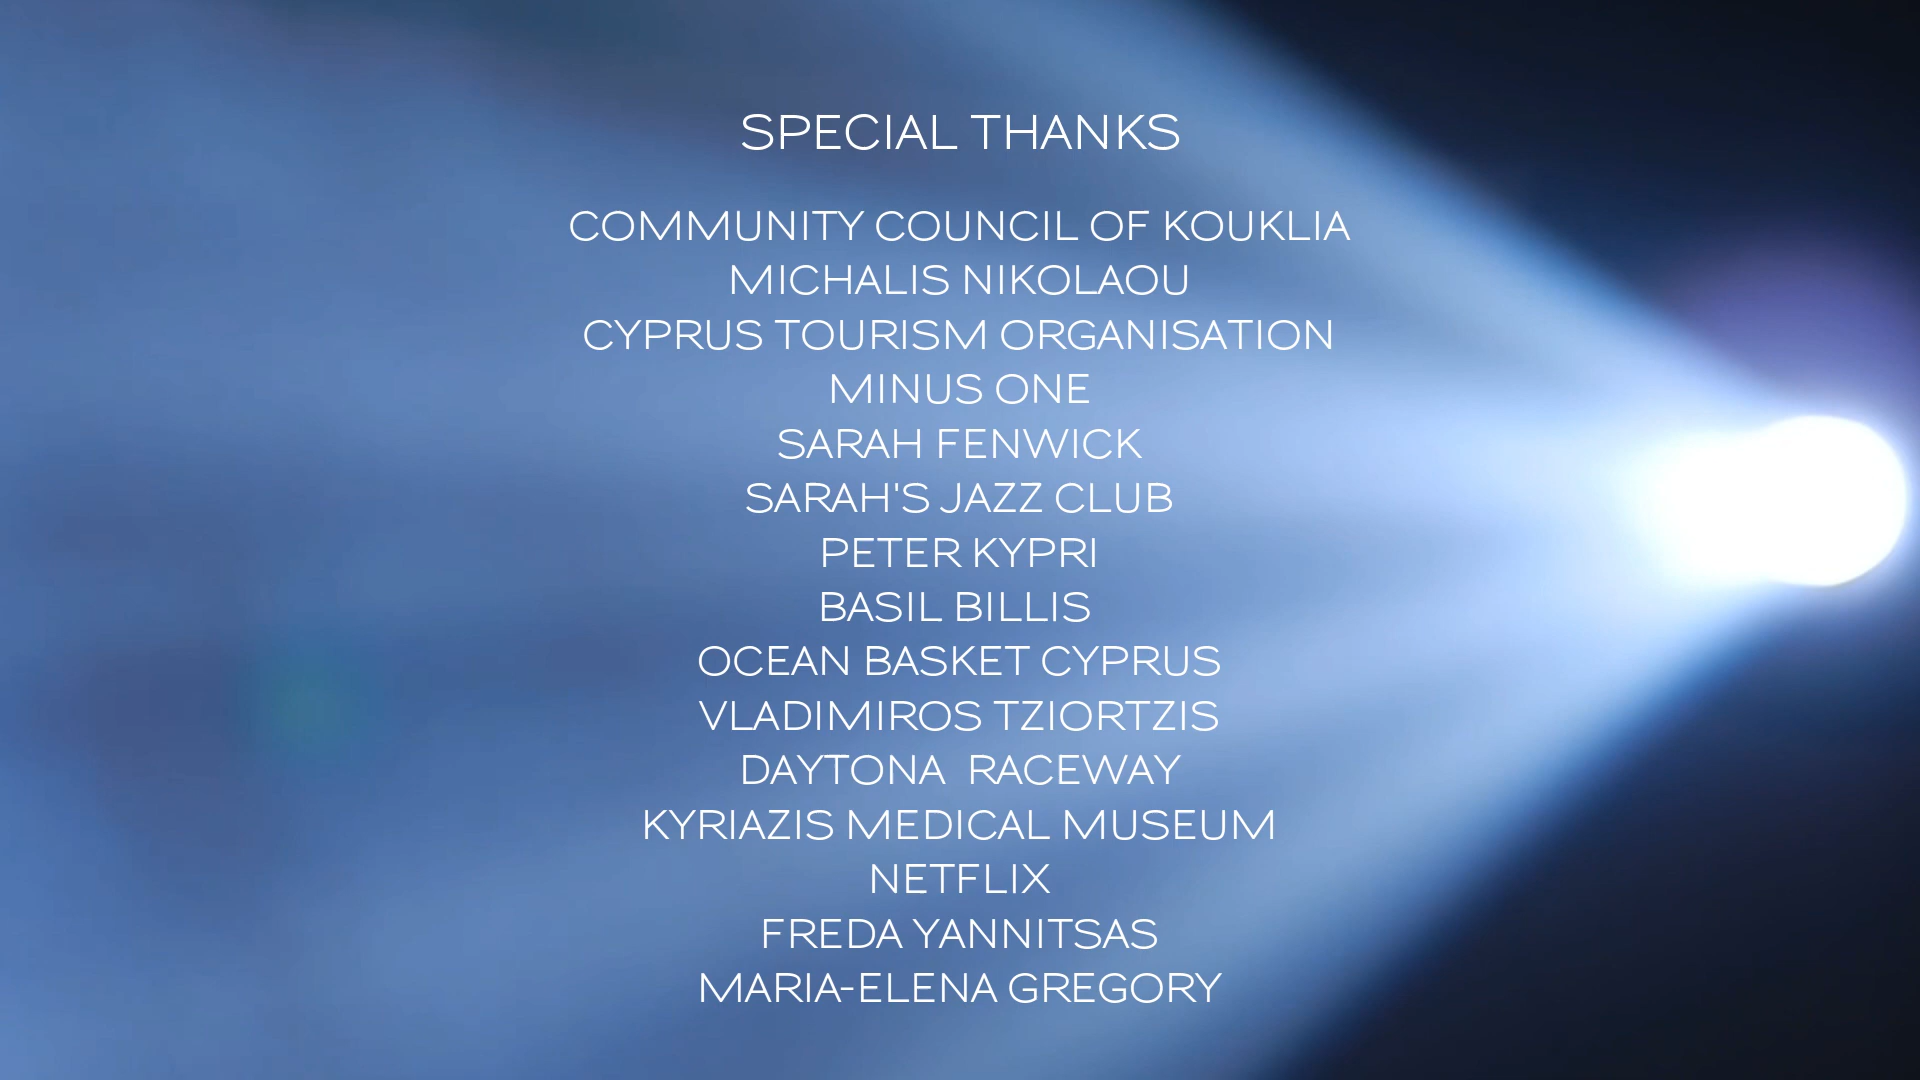 SPECIAL THANKS
COMMUNITY COUNCIL OF KOUKLIA
MICHALIS NIKOLAOU
CYPRUS TOURISM ORGANISATION
MINUS ONE
SARAH FENWICK
SARAH'S JAZZ CLUB
PETER KYPRI
BASIL BILLIS
OCEAN BASKET CYPRUS
VLADIMIROS TZIORTZIS
DAYTONA  RACEWAY
KYRIAZIS MEDICAL MUSEUM
NETFLIX
FREDA YANNITSAS
MARIA-ELENA GREGORY